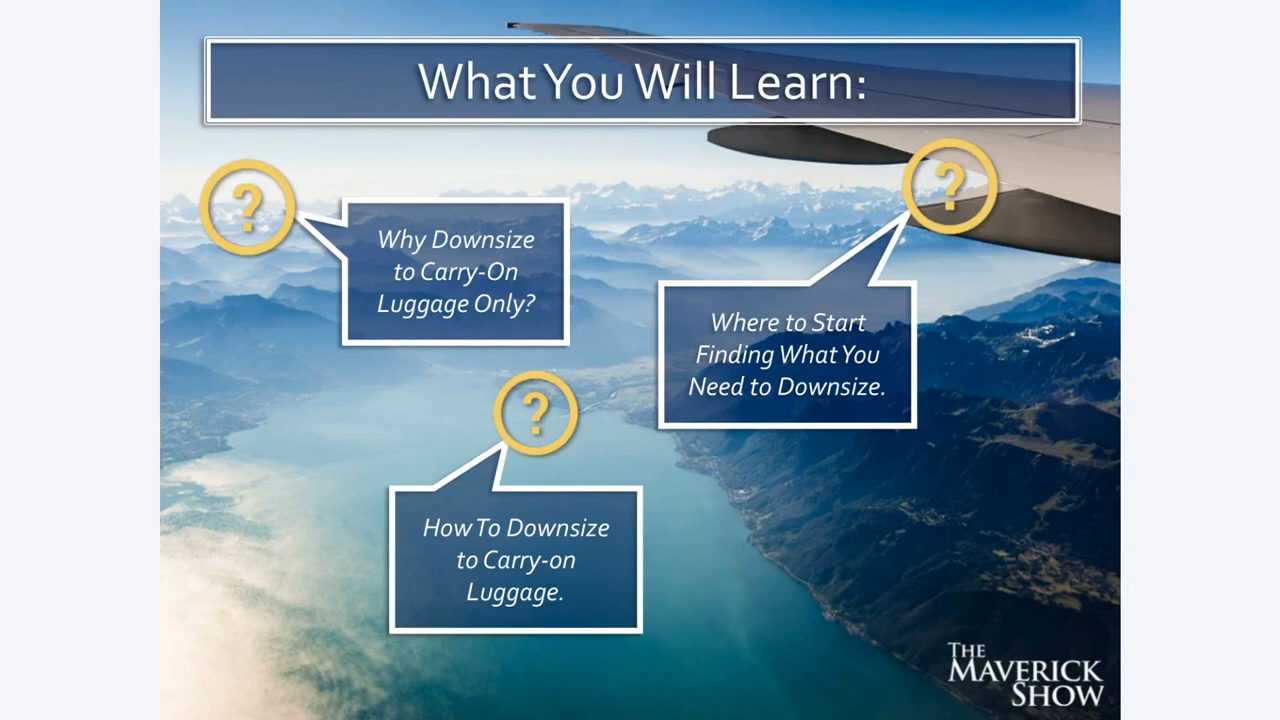 What You Will Learn:
?
Why Downsize
to Carry-On
Luggage Only?
?
How To Downsize
to Carry-on
Luggage.
?
Where to Start
Finding What You
Need to Downsize.
THE
MAVERICK
SHOW